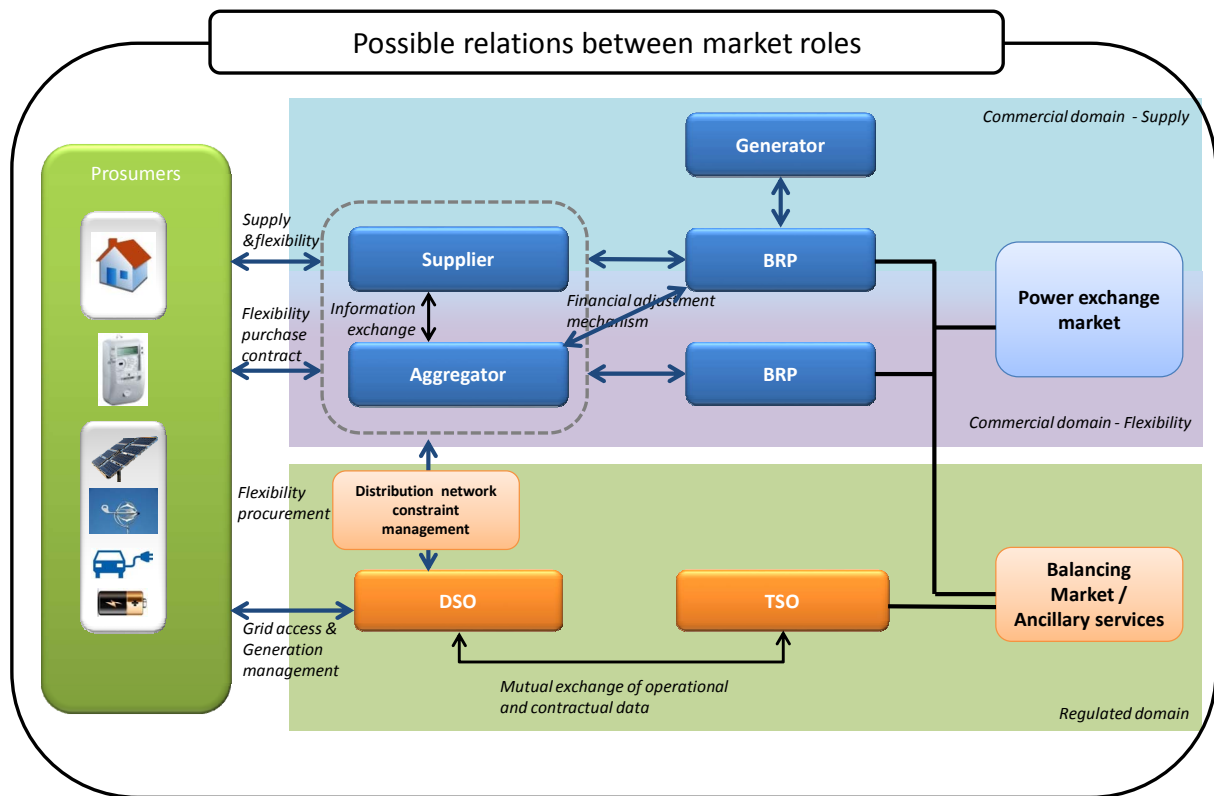 Possible relations between market roles
Commercial domain - Supply
Generator
Prosumers
Supply
&flexibility
Supplier
BRP
Power exchange
market
Information
exchange
Financial adjustment
mechanism
Flexibility
purchase
contract
Aggregator
BRP
Commercial domain - Flexibility
Flexibility
procurement
Distribution network
constraint
management
DSO
TSO
Balancing
Market /
Ancillary services
Grid access &
Generation
management
Mutual exchange of operational
and contractual data
Regulated domain